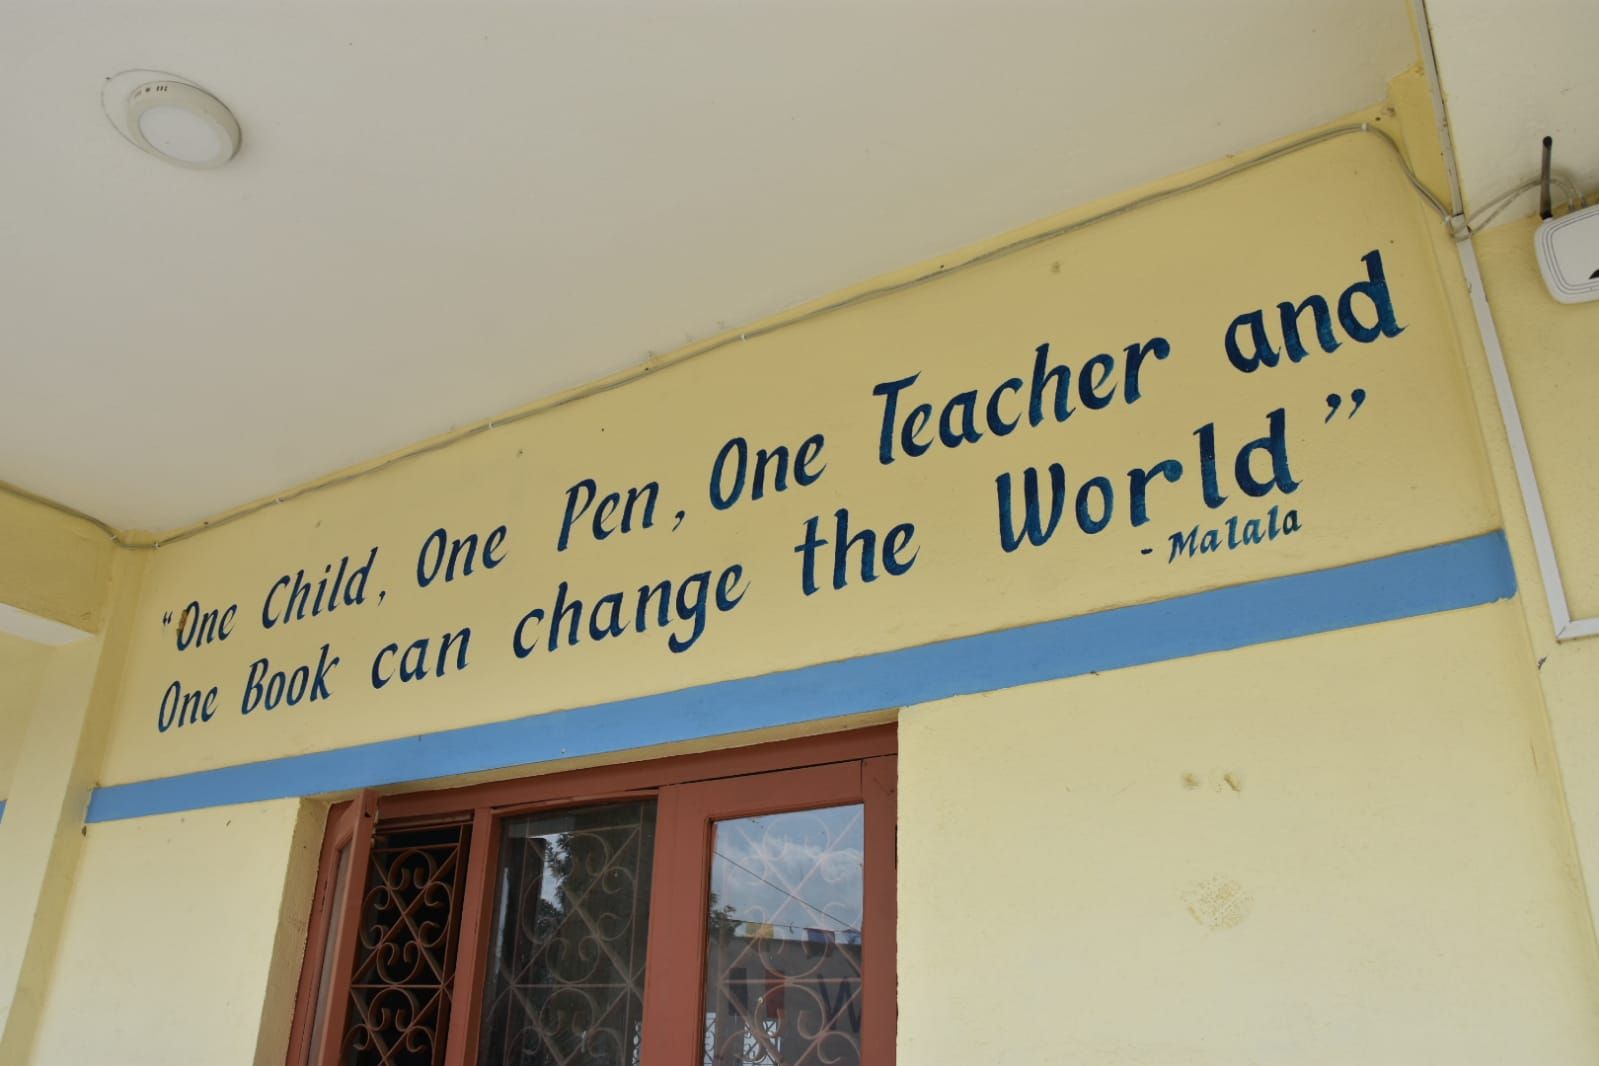 “One Child, One Pen, One Teacher and
One Book can change the World”
- Malala